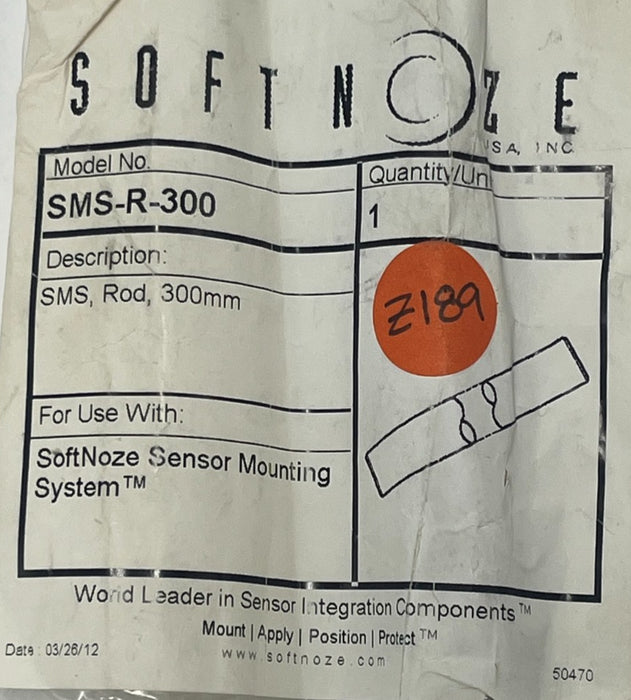 SOFTNOZE
USA, INC
Model No.
SMS-R-300
Quantity/Un
1
Description:
SMS, Rod, 300mm
Z189
For Use With:
SoftNoze Sensor Mounting
System™
World Leader in Sensor Integration Components™
Mount | Apply | Position | Protect™
www.softnoze.com
Date: 03/26/12
50470